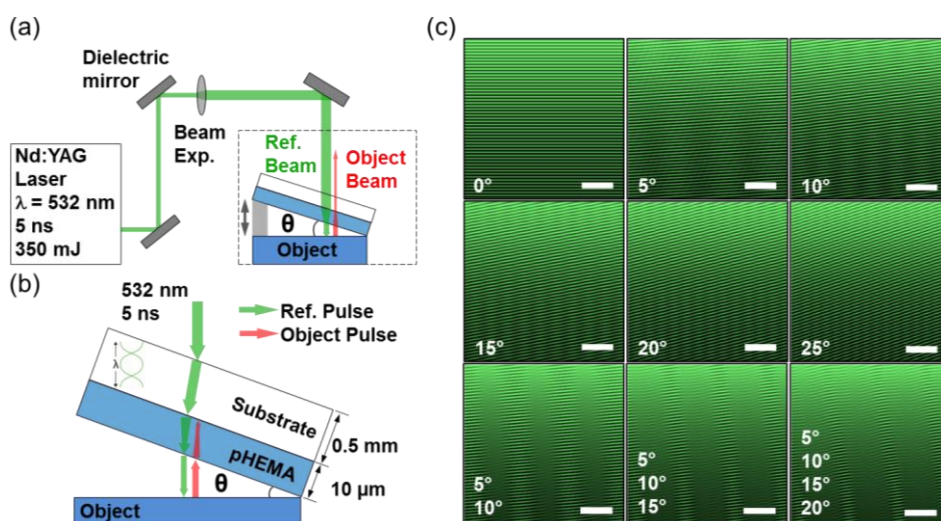 (a)
Dielectric
mirror
Beam
Exp.
Nd:YAG
Laser
λ = 532 nm
5 ns
350 mJ
Ref.
Beam
Object
Beam
θ
Object
(b)
532 nm
5 ns
Ref. Pulse
Object Pulse
λ
Substrate
0.5 mm
pHEMA
10 μm
θ
Object
(c)
0°
5°
10°
15°
20°
25°
5°
10°
5°
10°
15°
5°
10°
15°
20°